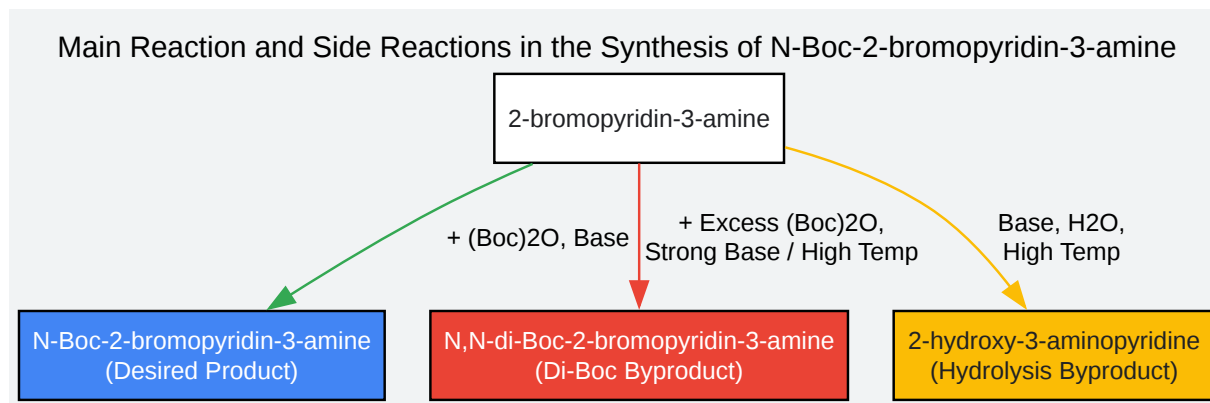 Main Reaction and Side Reactions in the Synthesis of N-Boc-2-bromopyridin-3-amine
2-bromopyridin-3-amine
+ (Boc)2O, Base
+ Excess (Boc)2O,
Strong Base / High Temp
Base, H2O,
High Temp
N-Boc-2-bromopyridin-3-amine
(Desired Product)
N,N-di-Boc-2-bromopyridin-3-amine
(Di-Boc Byproduct)
2-hydroxy-3-aminopyridine
(Hydrolysis Byproduct)